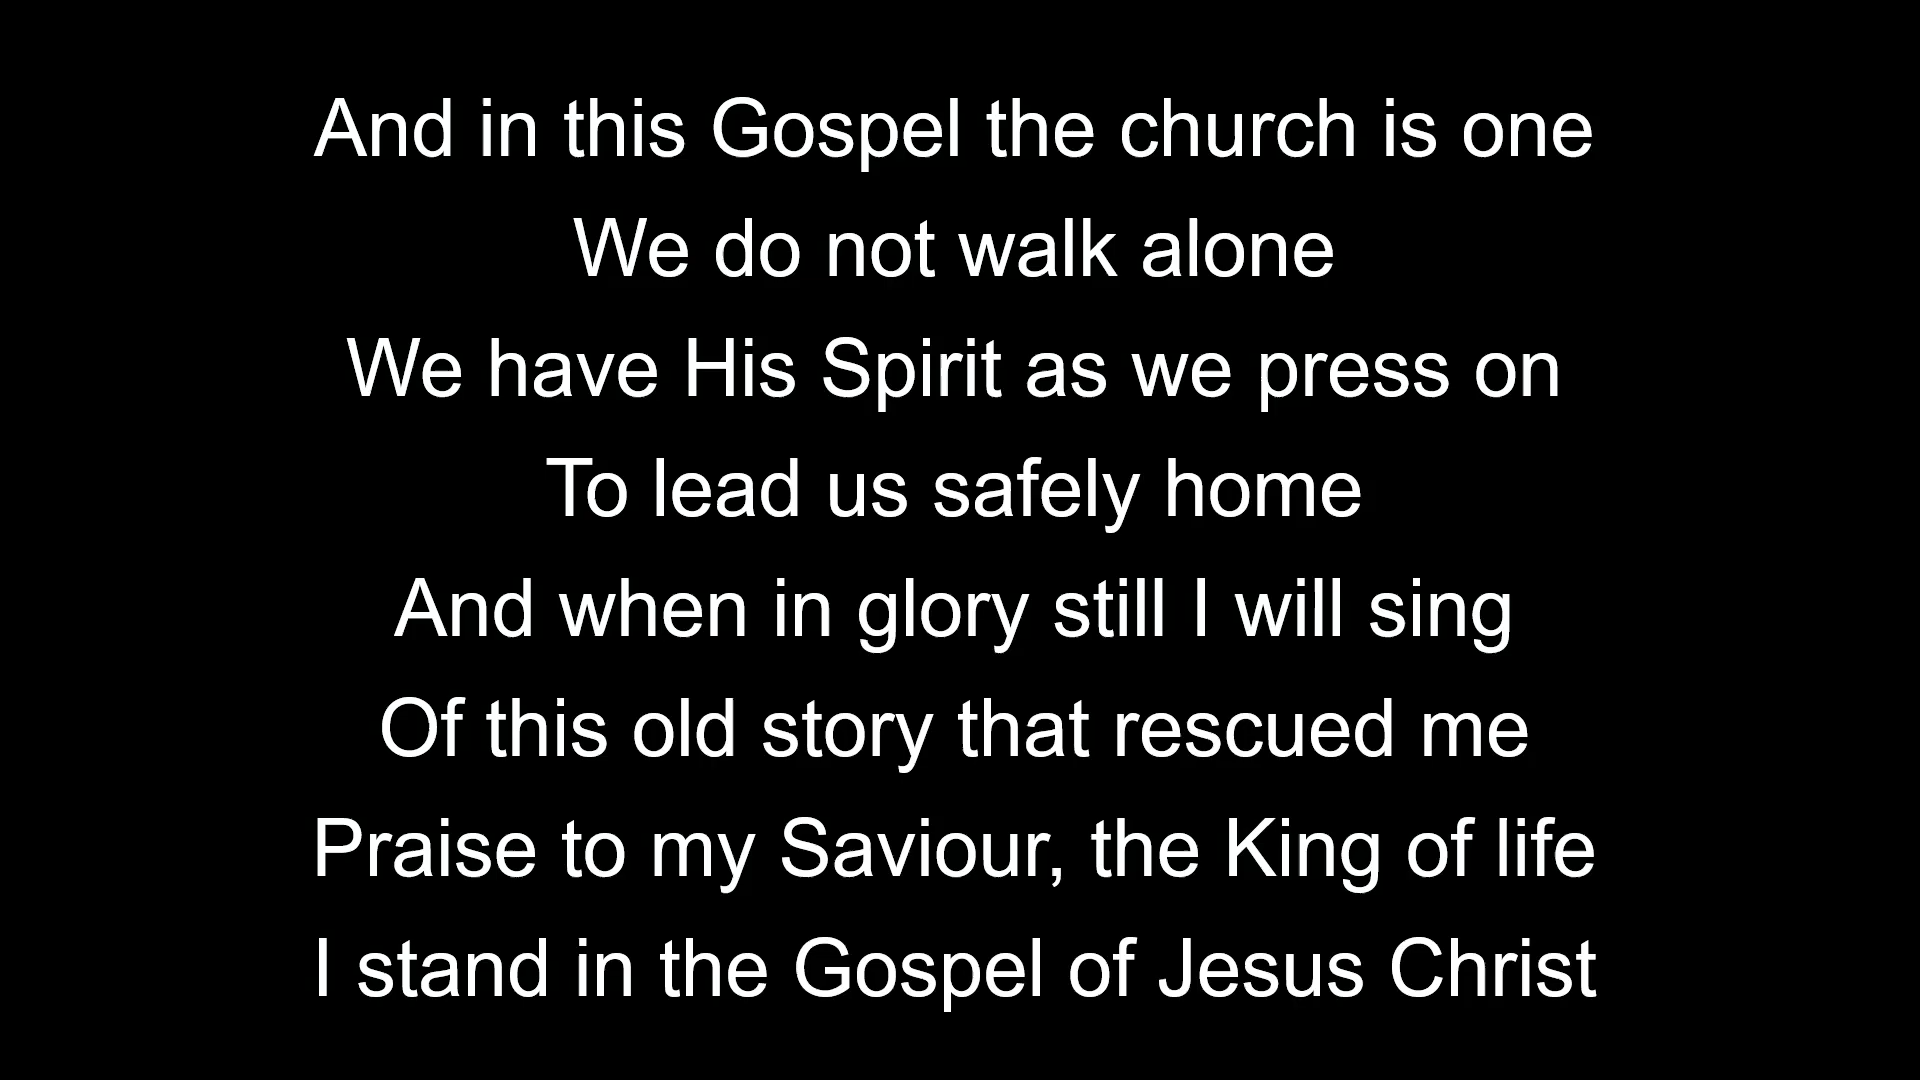 And in this Gospel the church is one
We do not walk alone
We have His Spirit as we press on
To lead us safely home
And when in glory still I will sing
Of this old story that rescued me
Praise to my Saviour, the King of life
I stand in the Gospel of Jesus Christ